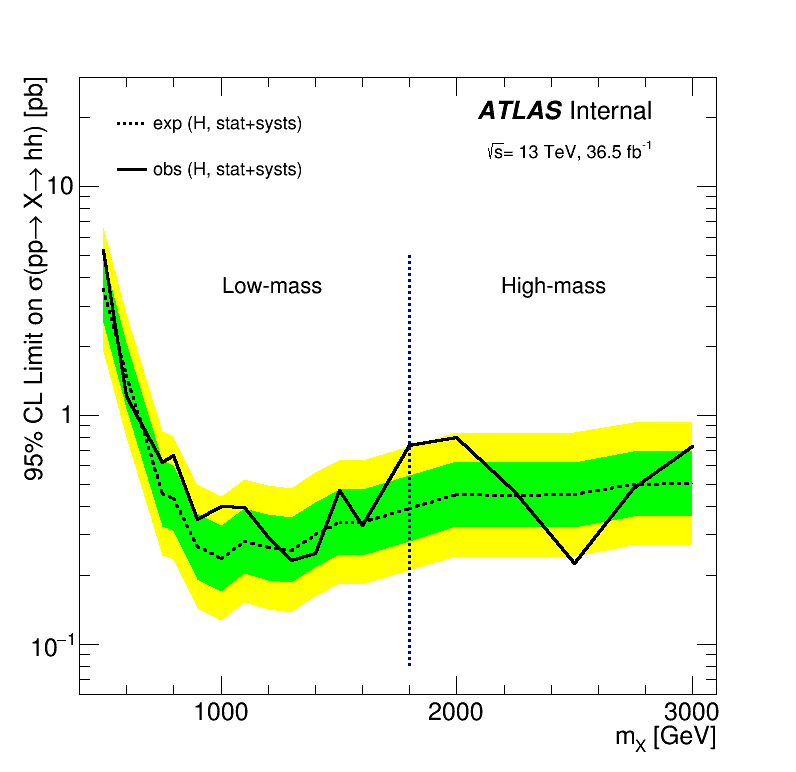 ATLAS Internal
√s= 13 TeV, 36.5 fb⁻¹
exp (H, stat+systs)
obs (H, stat+systs)
Low-mass
High-mass
95% CL Limit on σ(pp→ X→ hh) [pb]
10
1
10⁻¹
1000
2000
3000
m_X [GeV]